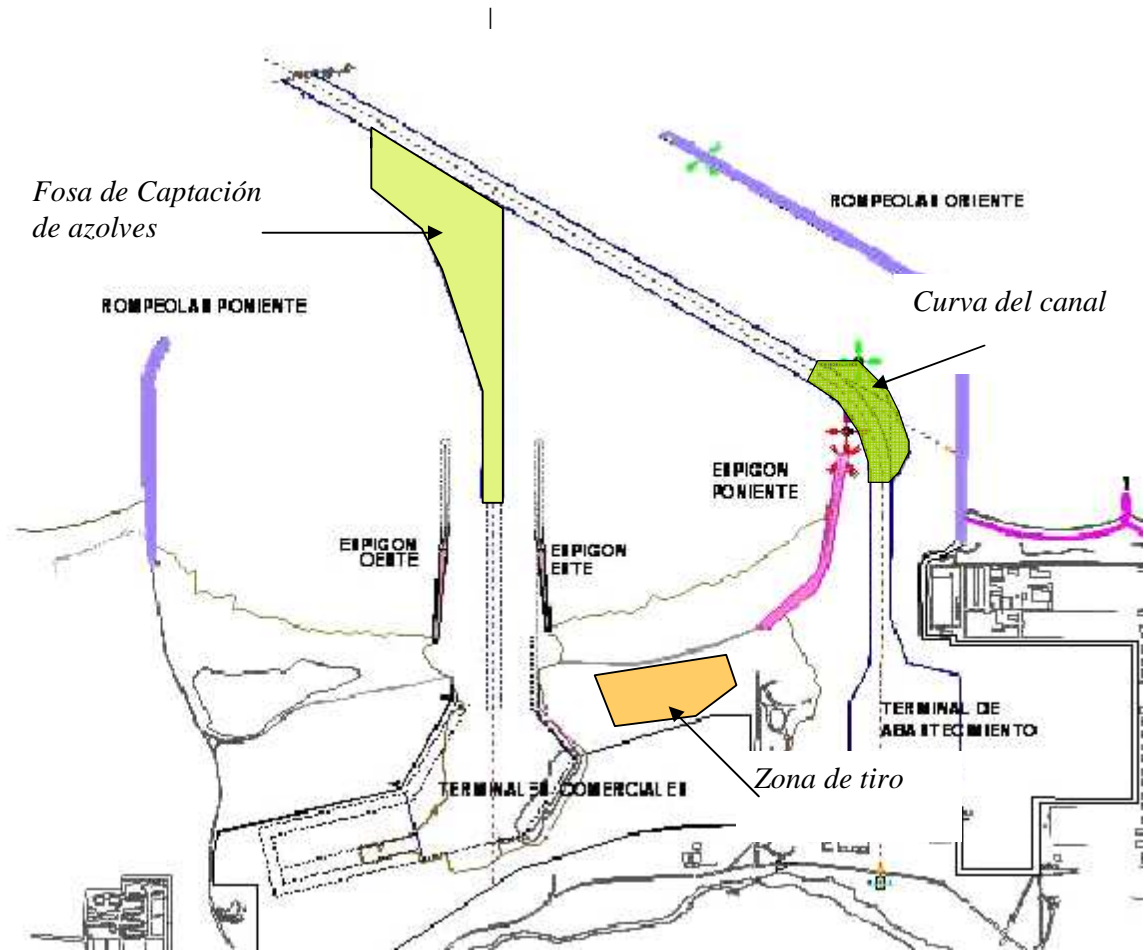 Fosa de Captación
de azolves
ROMPEOLAS ORIENTE
ROMPEOLAS PONIENTE
Curva del canal
ESPIGON
PONIENTE
ESPIGON
OESTE
ESPIGON
ESTE
TERMINAL DE
ABASTECIMIENTO
Zona de tiro
TERMINALES COMERCIALES